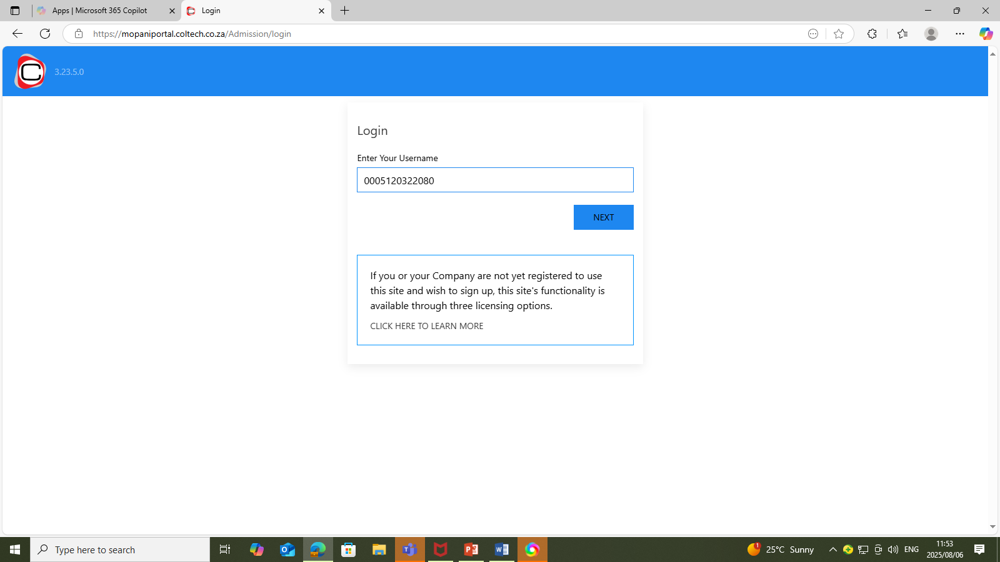 Apps | Microsoft 365 Copilot
Login
https://mopaniportal.coltech.co.za/Admission/login
C 3.23.5.0
Login
Enter Your Username
0005120322080
NEXT
If you or your Company are not yet registered to use
this site and wish to sign up, this site's functionality is
available through three licensing options.
CLICK HERE TO LEARN MORE
Type here to search
1
25°C Sunny
ENG
11:53
2025/08/06